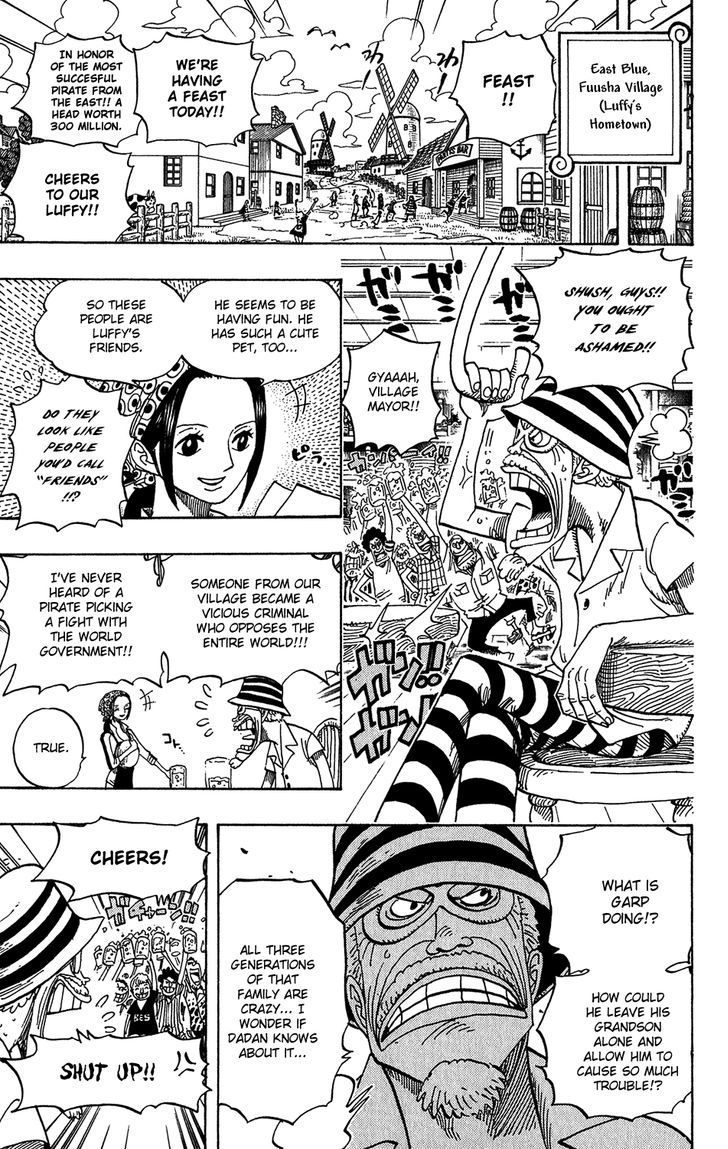 East Blue,
Fuusha Village
(Luffy's
Hometown)
FEAST
!!
WE'RE
HAVING
A FEAST
TODAY!!
IN HONOR
OF THE MOST
SUCCESFUL
PIRATE FROM
THE EAST!! A
HEAD WORTH
300 MILLION.
CHEERS
TO OUR
LUFFY!!
SHUSH, GUYS!!
YOU OUGHT
TO BE
ASHAMED!!
GYAAAH,
VILLAGE
MAYOR!!
ガガガ
HE SEEMS TO BE
HAVING FUN. HE
HAS SUCH A CUTE
PET, TOO...
SO THESE
PEOPLE ARE
LUFFY'S
FRIENDS.
DO THEY
LOOK LIKE
PEOPLE
YOU'D CALL
"FRIENDS"
!!?
SOMEONE FROM OUR
VILLAGE BECAME A
VICIOUS CRIMINAL
WHO OPPOSES THE
ENTIRE WORLD!!!
I'VE NEVER
HEARD OF A
PIRATE PICKING
A FIGHT WITH
THE WORLD
GOVERNMENT!!
TRUE.
コト
WHAT IS
GARP
DOING!?
HOW COULD
HE LEAVE HIS
GRANDSON
ALONE AND
ALLOW HIM TO
CAUSE SO MUCH
TROUBLE!?
ALL THREE
GENERATIONS
OF THAT
FAMILY ARE
CRAZY... I
WONDER IF
DADAN KNOWS
ABOUT IT...
CHEERS!
SHUT UP!!